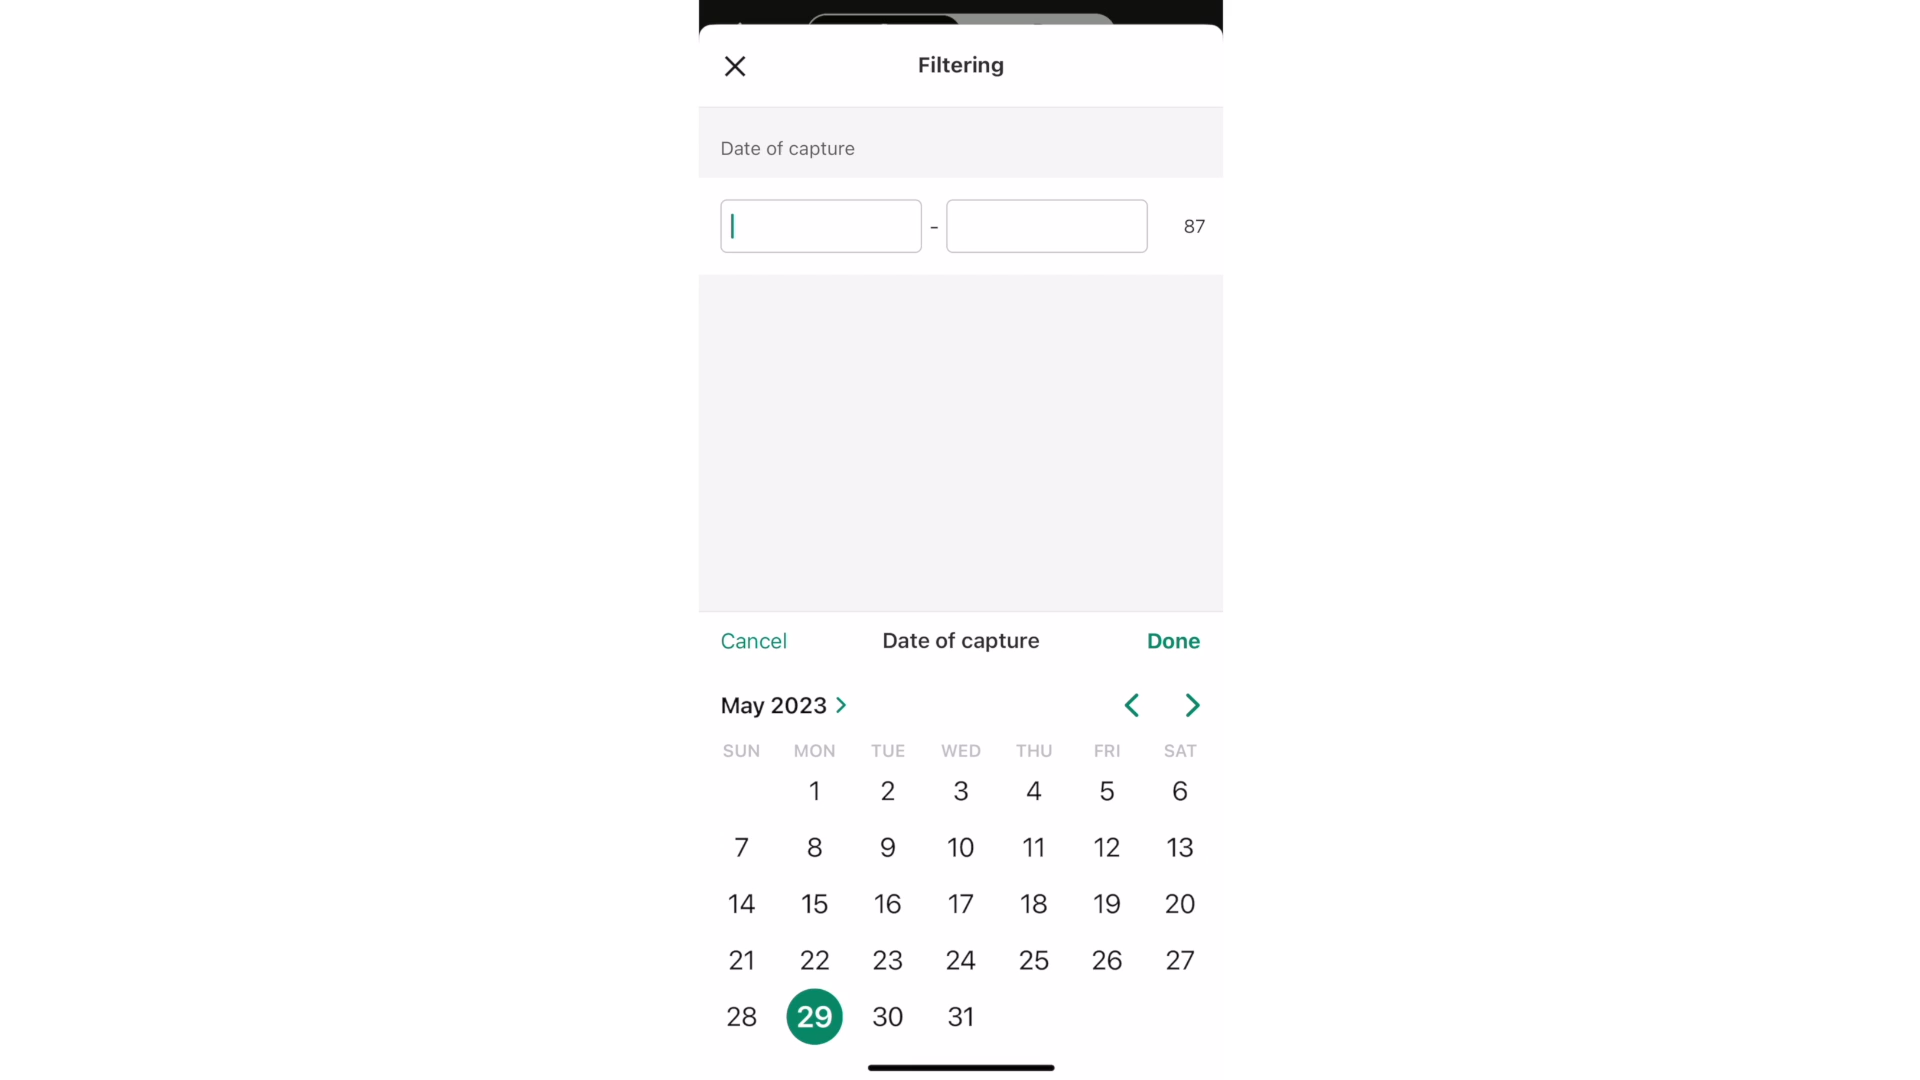 Filtering
Date of capture
- 87
Cancel Date of capture Done
May 2023
SUN MON TUE WED THU FRI SAT
1 2 3 4 5 6
7 8 9 10 11 12 13
14 15 16 17 18 19 20
21 22 23 24 25 26 27
28 29 30 31